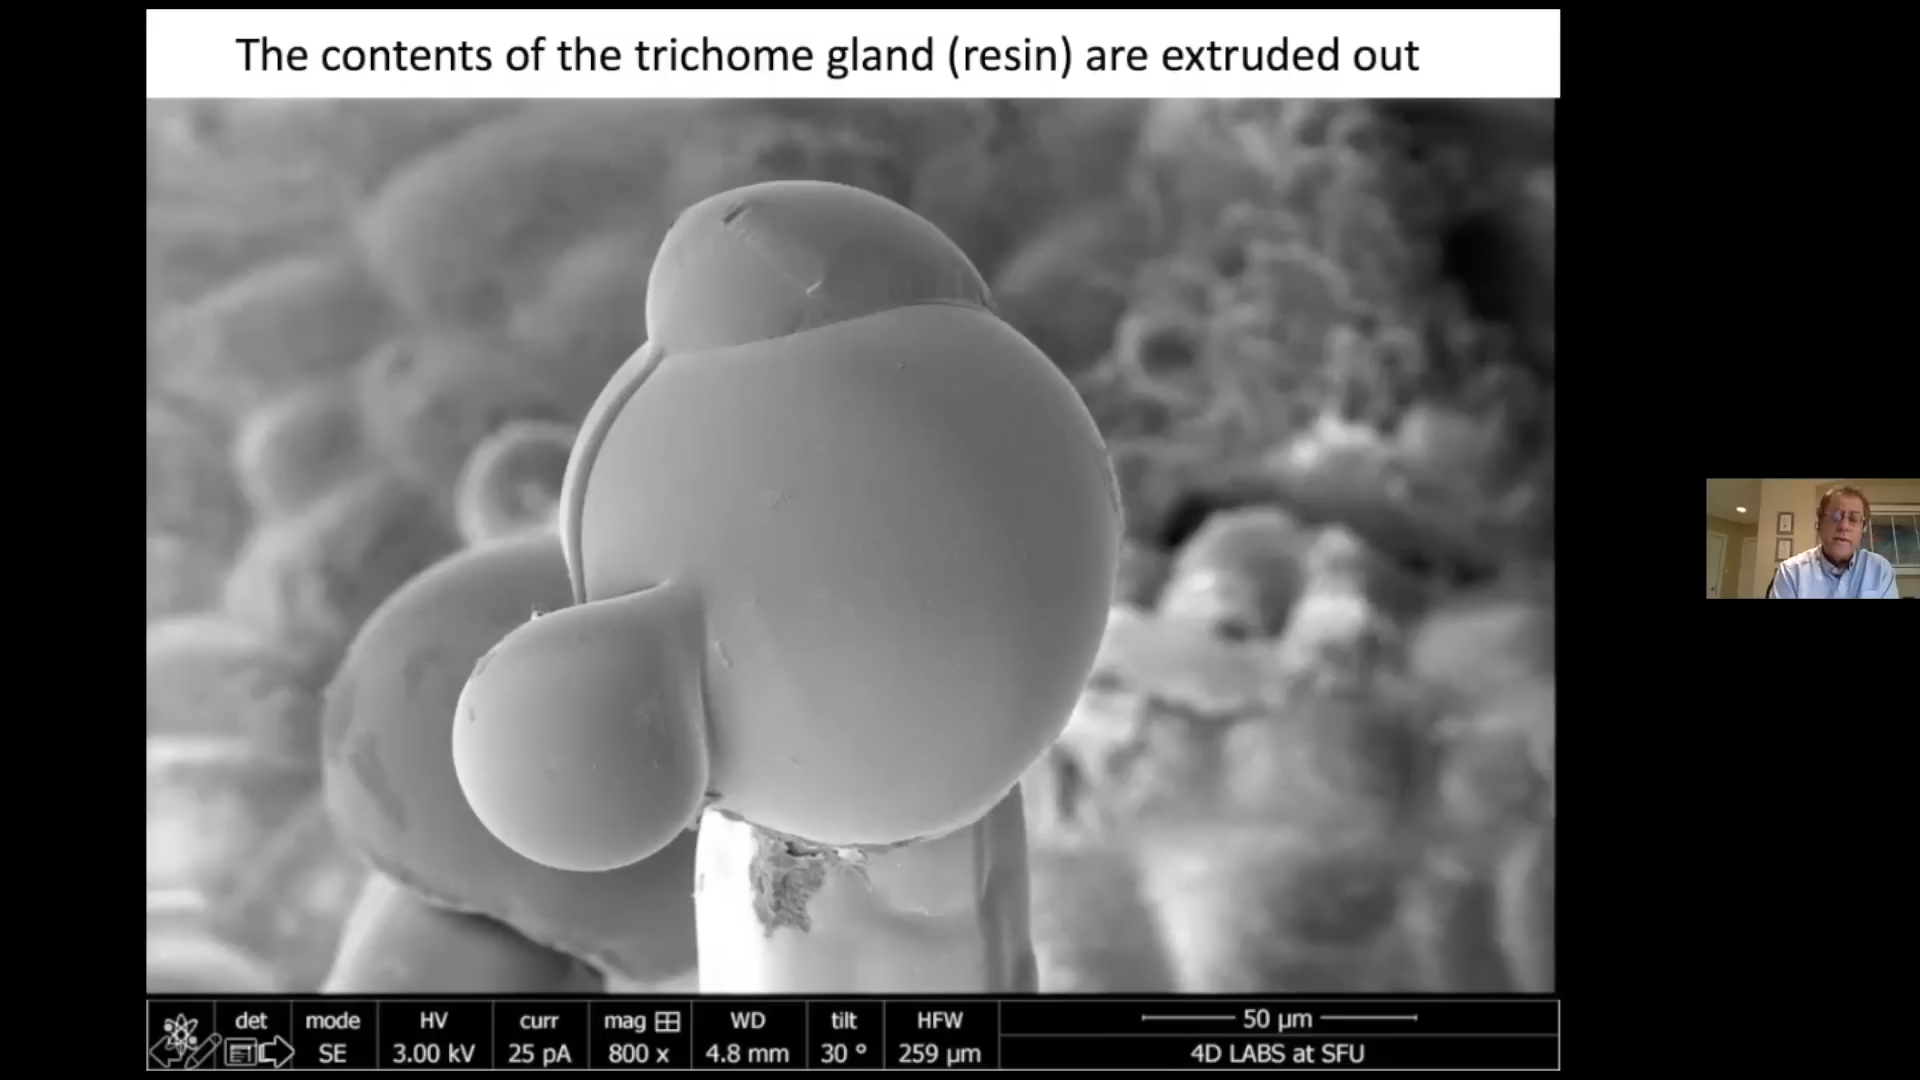 The contents of the trichome gland (resin) are extruded out
det mode HV curr mag WD tilt HFW 50 µm
SE 3.00 kV 25 pA 800 x 4.8 mm 30 ° 259 µm 4D LABS at SFU